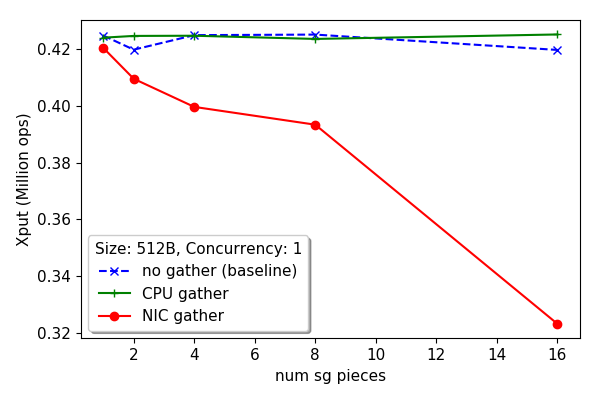 0.42
0.40
0.38
0.36
0.34
0.32
Xput (Million ops)
Size: 512B, Concurrency: 1
no gather (baseline)
CPU gather
NIC gather
2 4 6 8 10 12 14 16
num sg pieces